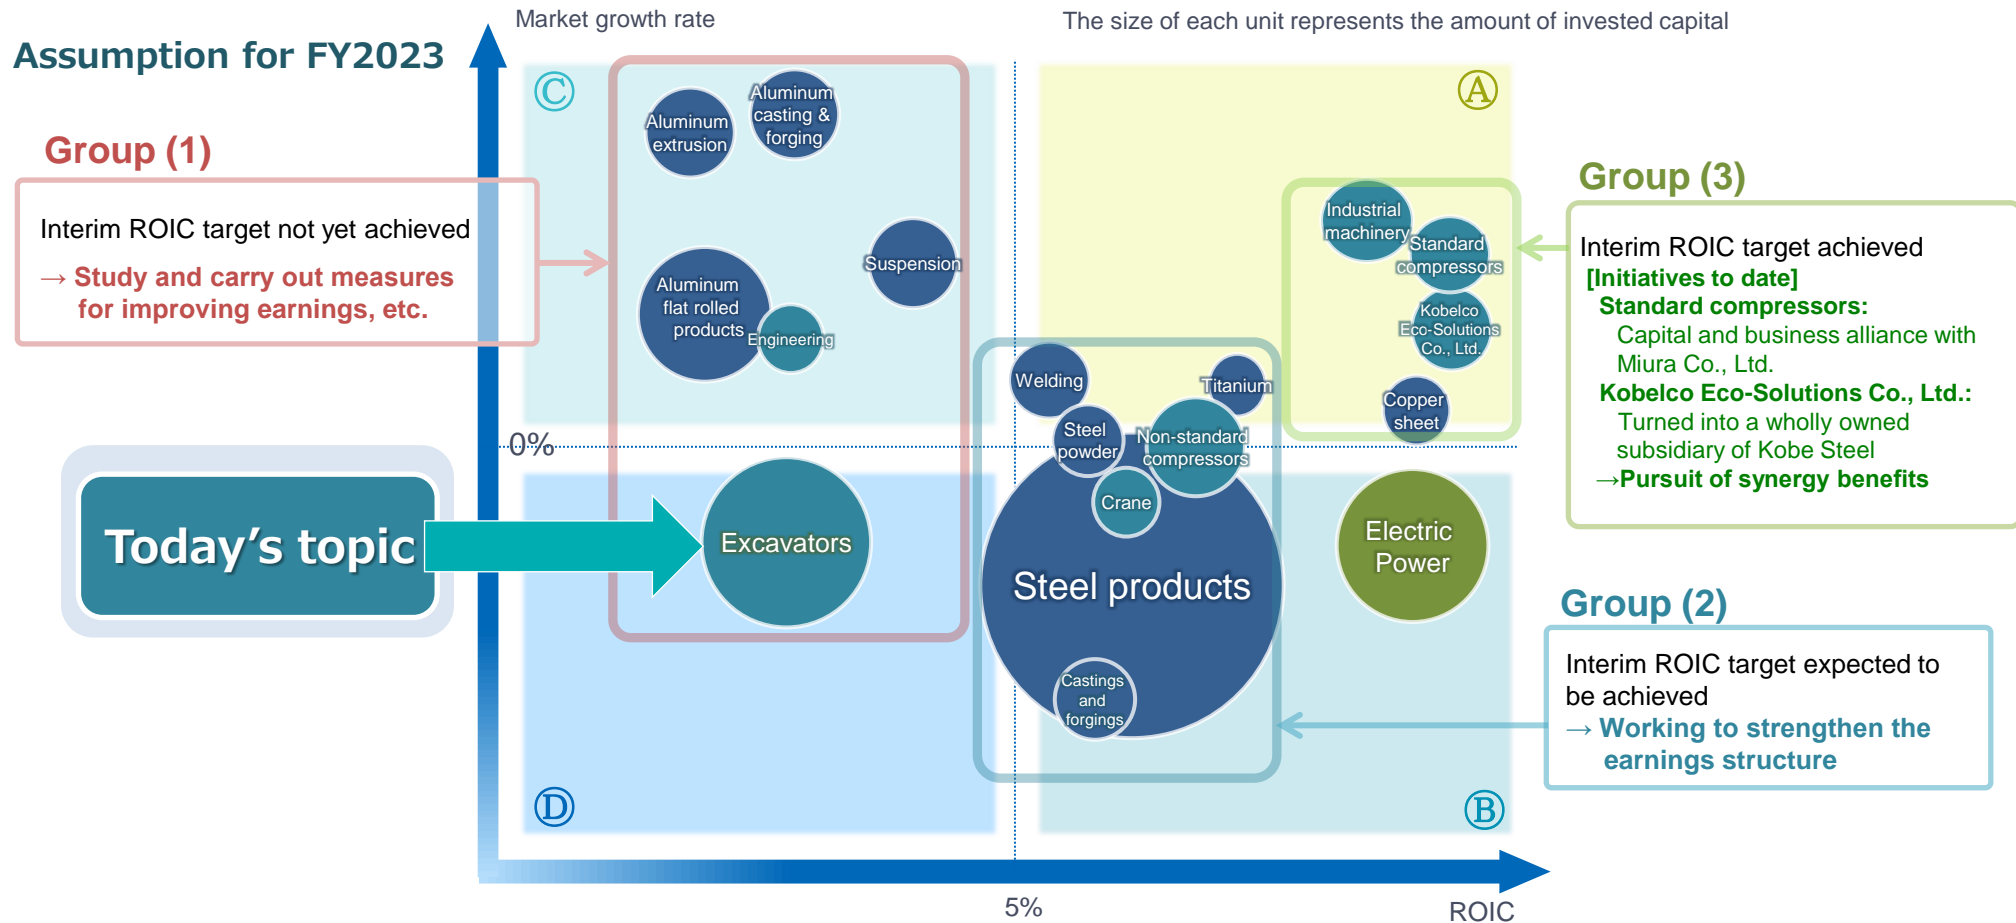 Market growth rate
The size of each unit represents the amount of invested capital
Assumption for FY2023
Ⓒ
Ⓐ
Aluminum
extrusion
Aluminum
casting &
forging
Group (1)
Interim ROIC target not yet achieved
→ Study and carry out measures
for improving earnings, etc.
Suspension
Aluminum
flat rolled
products
Engineering
Industrial
machinery
Standard
compressors
Kobelco
Eco-Solutions
Co., Ltd.
Copper
sheet
Group (3)
Interim ROIC target achieved
[Initiatives to date]
Standard compressors:
Capital and business alliance with
Miura Co., Ltd.
Kobelco Eco-Solutions Co., Ltd.:
Turned into a wholly owned
subsidiary of Kobe Steel
→Pursuit of synergy benefits
Welding
Titanium
Steel
powder
Non-standard
compressors
Crane
0%
Today's topic
Excavators
Steel products
Electric
Power
Castings
and
forgings
Group (2)
Interim ROIC target expected to
be achieved
→ Working to strengthen the
earnings structure
Ⓓ
Ⓑ
5%
ROIC